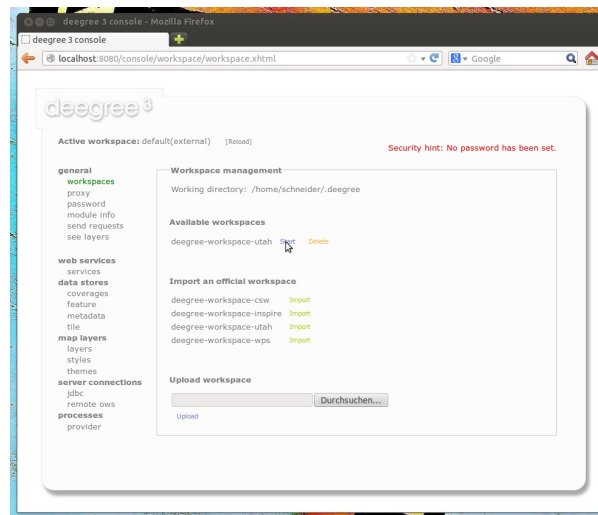 deegree 3 console - Mozilla Firefox
deegree 3 console
localhost:8080/console/workspace/workspace.xhtml
Google
deegree 3
Active workspace: default(external) [Reload]
Security hint: No password has been set.
general
workspaces
proxy
password
module info
send requests
see layers
web services
services
data stores
coverages
feature
metadata
tile
map layers
layers
styles
themes
server connections
jdbc
remote ows
processes
provider
Workspace management
Working directory: /home/schneider/.deegree
Available workspaces
deegree-workspace-utah Start Delete
Import an official workspace
deegree-workspace-csw Import
deegree-workspace-inspire Import
deegree-workspace-utah Import
deegree-workspace-wps Import
Upload workspace
Durchsuchen...
Upload